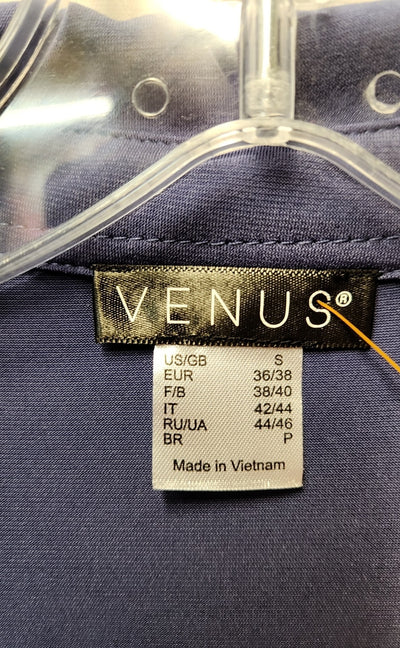 VENUS®
US/GB S
EUR 36/38
F/B 38/40
IT 42/44
RU/UA 44/46
BR P
Made in Vietnam